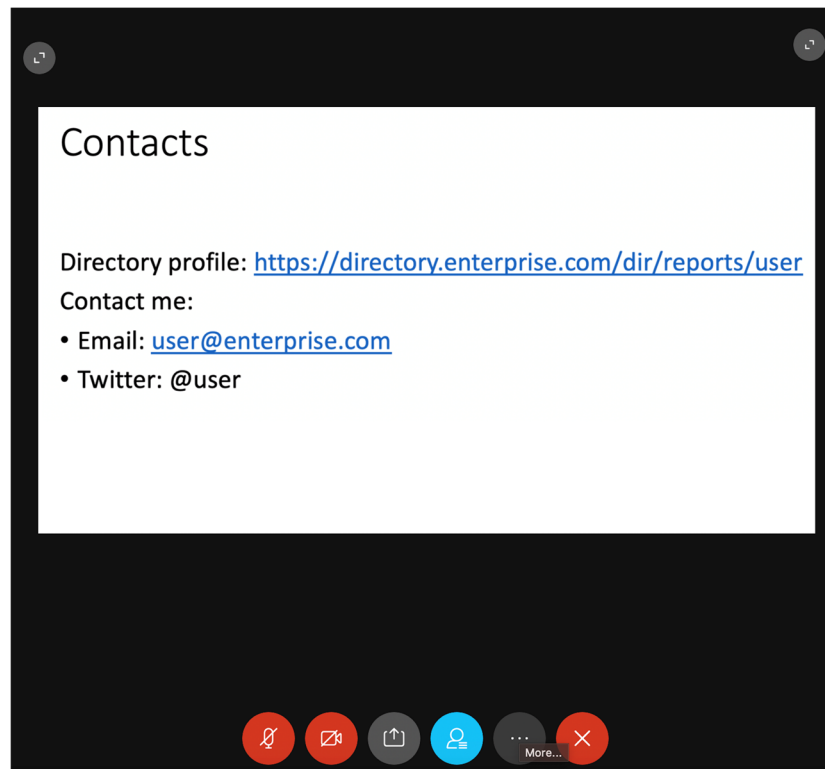 Contacts
Directory profile: https://directory.enterprise.com/dir/reports/user
Contact me:
• Email: user@enterprise.com
• Twitter: @user
More...